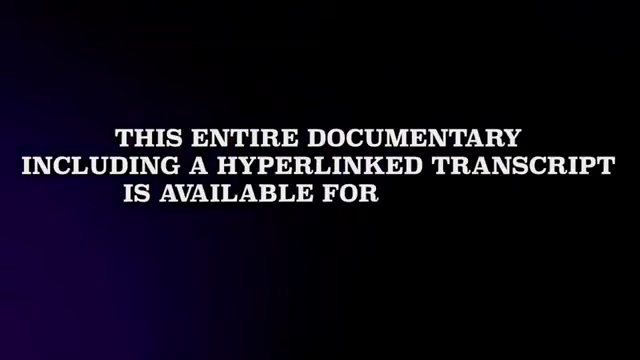 THIS ENTIRE DOCUMENTARY
INCLUDING A HYPERLINKED TRANSCRIPT
IS AVAILABLE FOR